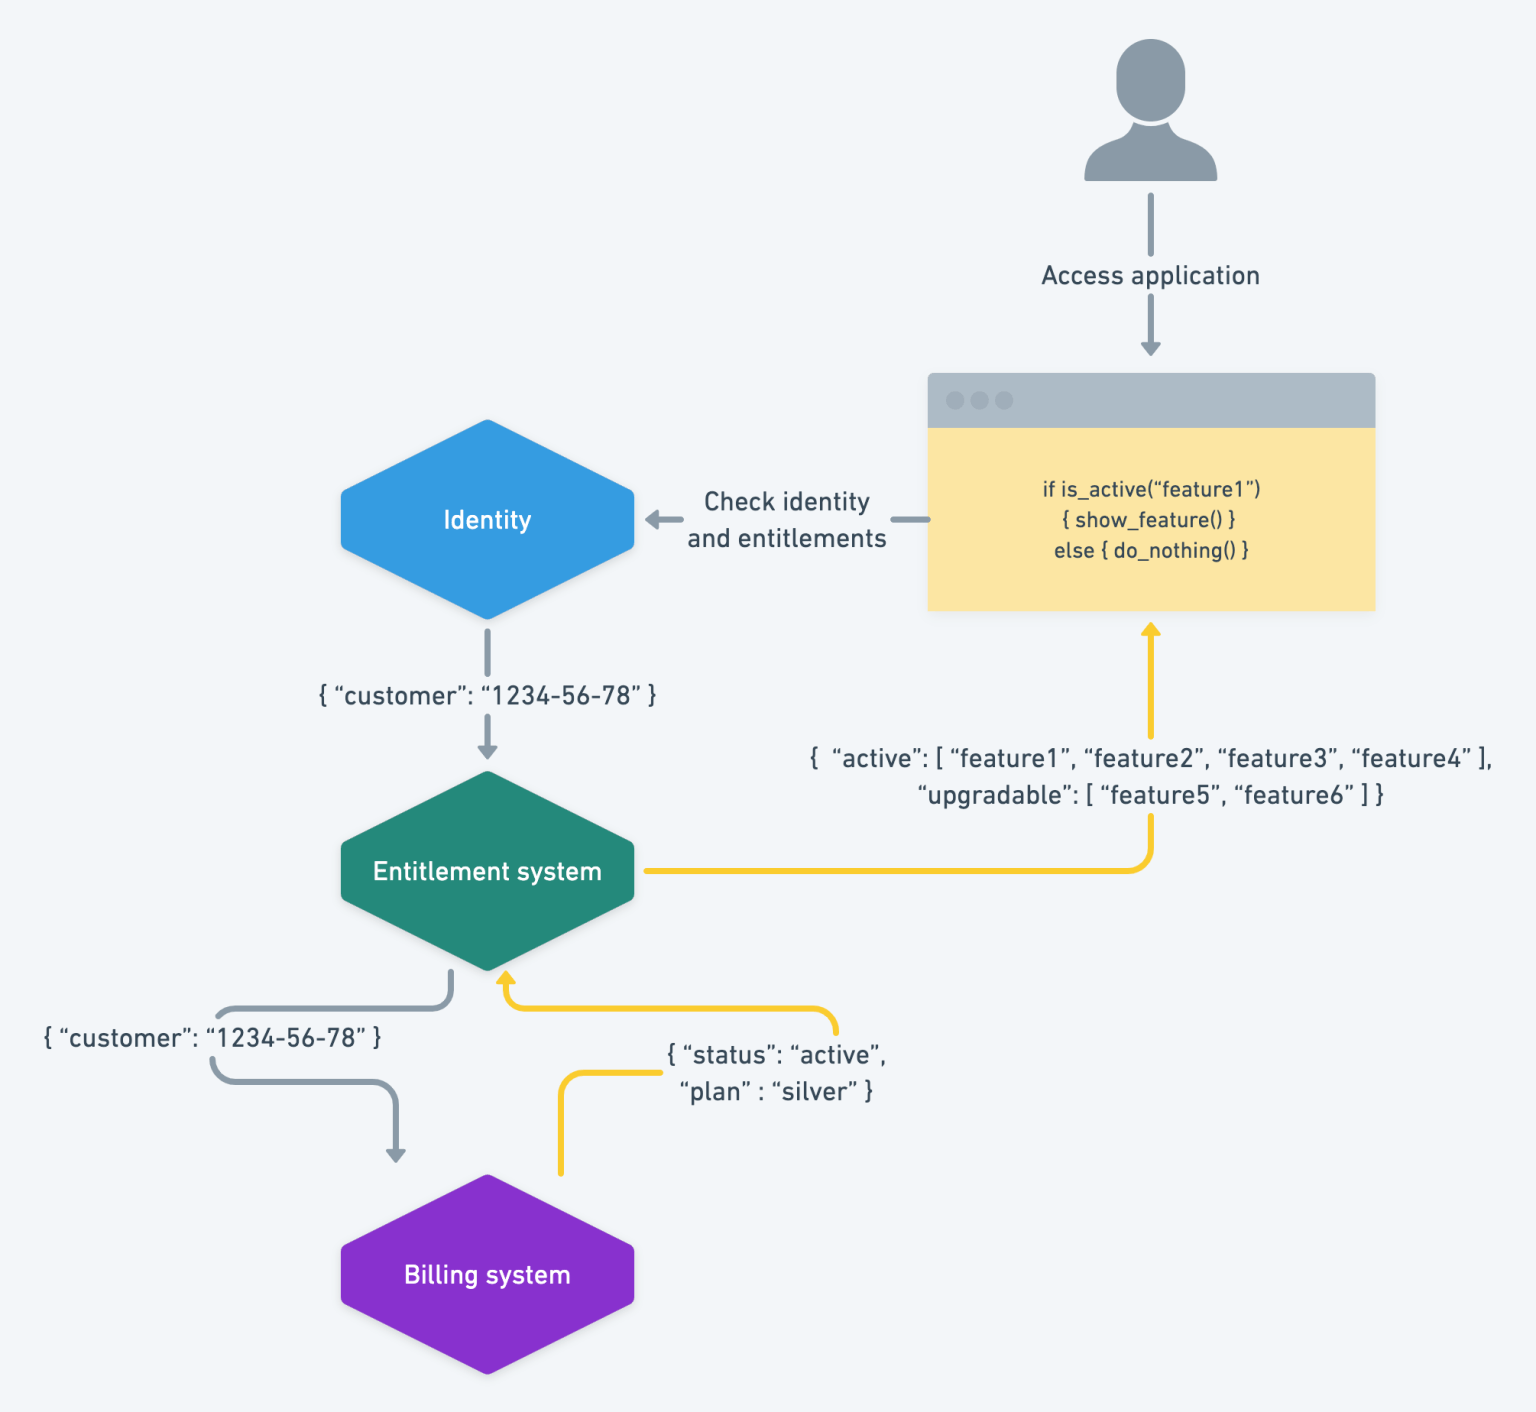 Access application
if is_active(“feature1”)
{ show_feature() }
else { do_nothing() }
Check identity
and entitlements
Identity
{ “customer”: “1234-56-78” }
{  “active”: [ “feature1”, “feature2”, “feature3”, “feature4” ],
“upgradable”: [ “feature5”, “feature6” ] }
Entitlement system
{ “customer”: “1234-56-78” }
{ “status”: “active”,
“plan” : “silver” }
Billing system